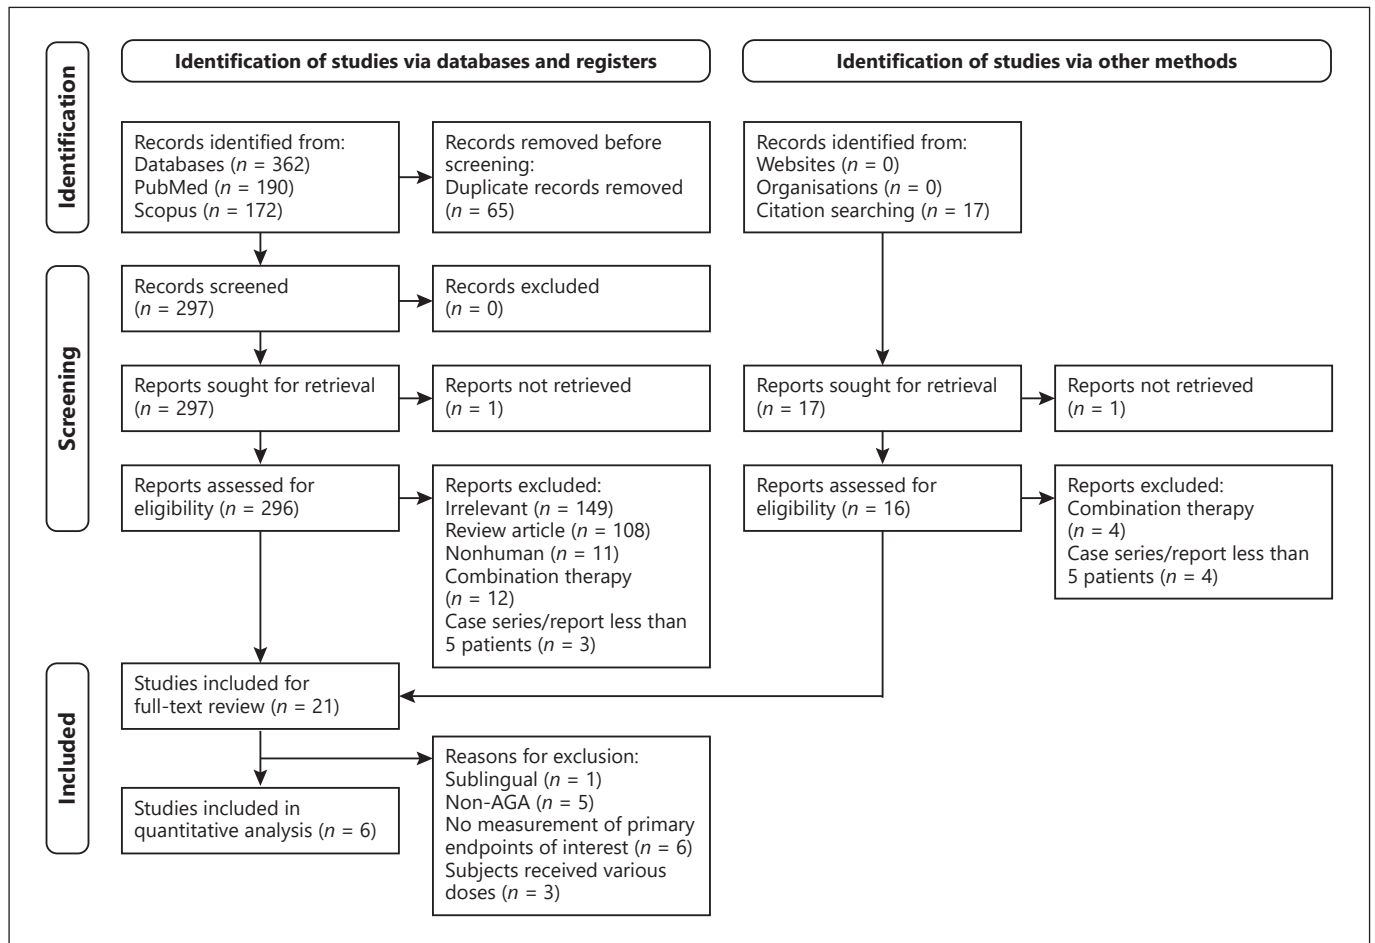 Identification
Identification of studies via databases and registers
Identification of studies via other methods
Records identified from:
Databases (n = 362)
PubMed (n = 190)
Scopus (n = 172)
Records removed before
screening:
Duplicate records removed
(n = 65)
Records identified from:
Websites (n = 0)
Organisations (n = 0)
Citation searching (n = 17)
Screening
Records screened
(n = 297)
Records excluded
(n = 0)
Reports sought for retrieval
(n = 297)
Reports not retrieved
(n = 1)
Reports sought for retrieval
(n = 17)
Reports not retrieved
(n = 1)
Reports assessed for
eligibility (n = 296)
Reports excluded:
Irrelevant (n = 149)
Review article (n = 108)
Nonhuman (n = 11)
Combination therapy
(n = 12)
Case series/report less than
5 patients (n = 3)
Reports assessed for
eligibility (n = 16)
Reports excluded:
Combination therapy
(n = 4)
Case series/report less than
5 patients (n = 4)
Included
Studies included for
full-text review (n = 21)
Reasons for exclusion:
Sublingual (n = 1)
Non-AGA (n = 5)
No measurement of primary
endpoints of interest (n = 6)
Subjects received various
doses (n = 3)
Studies included in
quantitative analysis (n = 6)